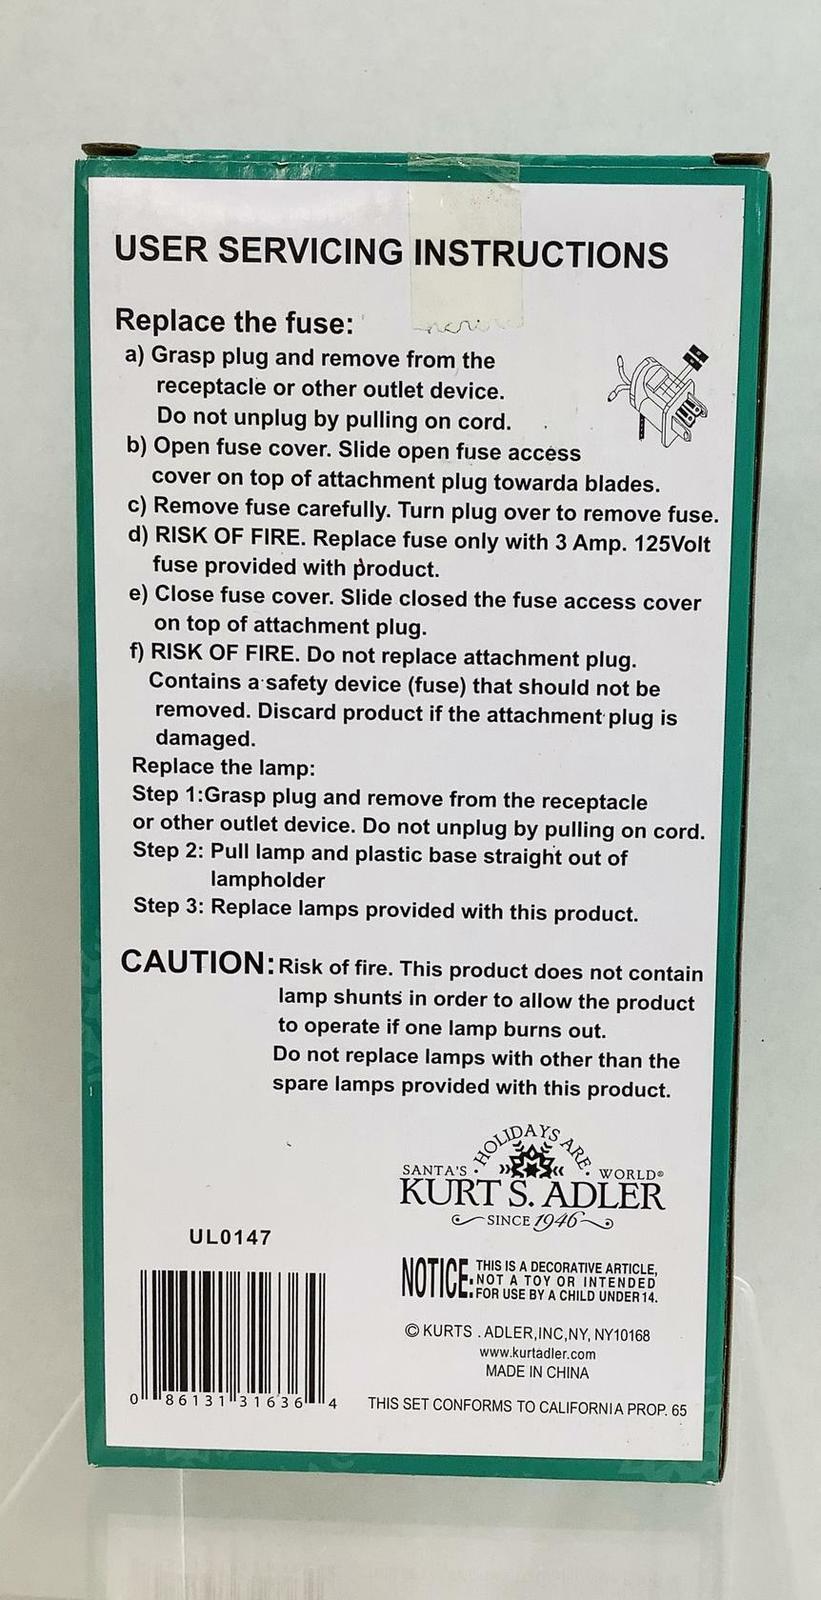 USER SERVICING INSTRUCTIONS
Replace the fuse:
a) Grasp plug and remove from the
receptacle or other outlet device.
Do not unplug by pulling on cord.
b) Open fuse cover. Slide open fuse access
cover on top of attachment plug towarda blades.
c) Remove fuse carefully. Turn plug over to remove fuse.
d) RISK OF FIRE. Replace fuse only with 3 Amp. 125Volt
fuse provided with product.
e) Close fuse cover. Slide closed the fuse access cover
on top of attachment plug.
f) RISK OF FIRE. Do not replace attachment plug.
Contains a safety device (fuse) that should not be
removed. Discard product if the attachment plug is
damaged.
Replace the lamp:
Step 1:Grasp plug and remove from the receptacle
or other outlet device. Do not unplug by pulling on cord.
Step 2: Pull lamp and plastic base straight out of
lampholder
Step 3: Replace lamps provided with this product.
CAUTION: Risk of fire. This product does not contain
lamp shunts in order to allow the product
to operate if one lamp burns out.
Do not replace lamps with other than the
spare lamps provided with this product.
SANTA'S · HOLIDAYS ARE · WORLD®
KURT S. ADLER
SINCE 1946
UL0147
NOTICE: THIS IS A DECORATIVE ARTICLE,
NOT A TOY OR INTENDED
FOR USE BY A CHILD UNDER 14.
© KURTS . ADLER,INC,NY, NY10168
www.kurtadler.com
MADE IN CHINA
0 86131 31636 4
THIS SET CONFORMS TO CALIFORNIA PROP. 65